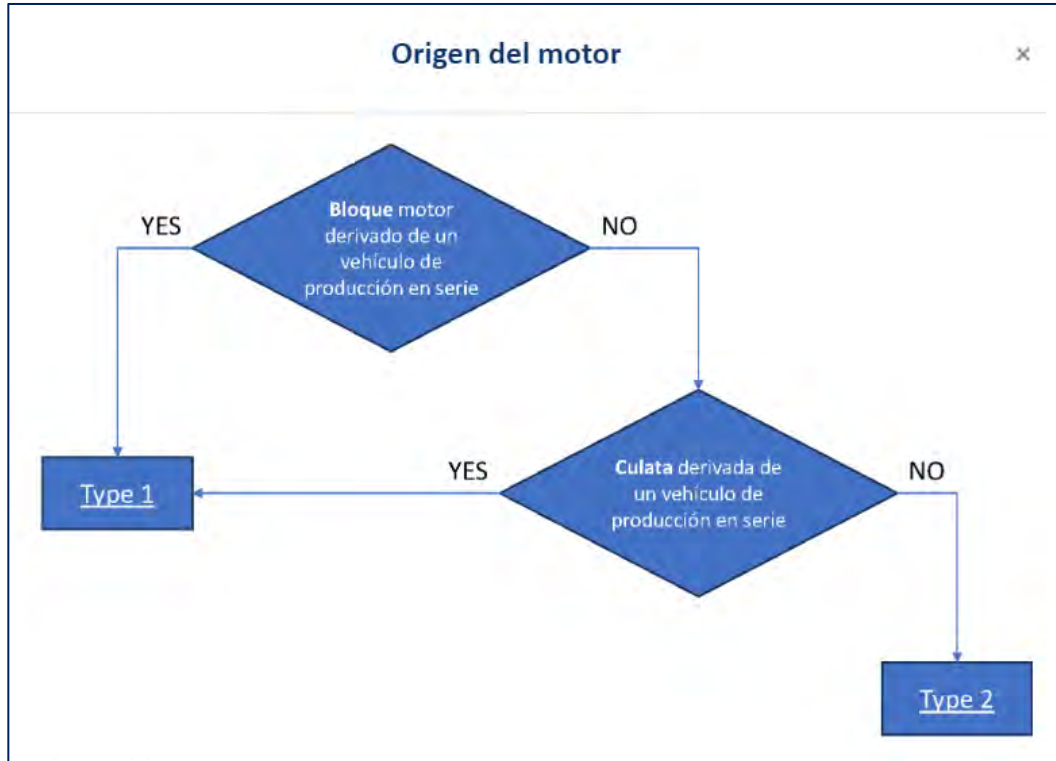 Origen del motor
×
YES
Bloque motor
derivado de un
vehículo de
producción en serie
NO
Type 1
YES
Culata derivada de
un vehículo de
producción en serie
NO
Type 2